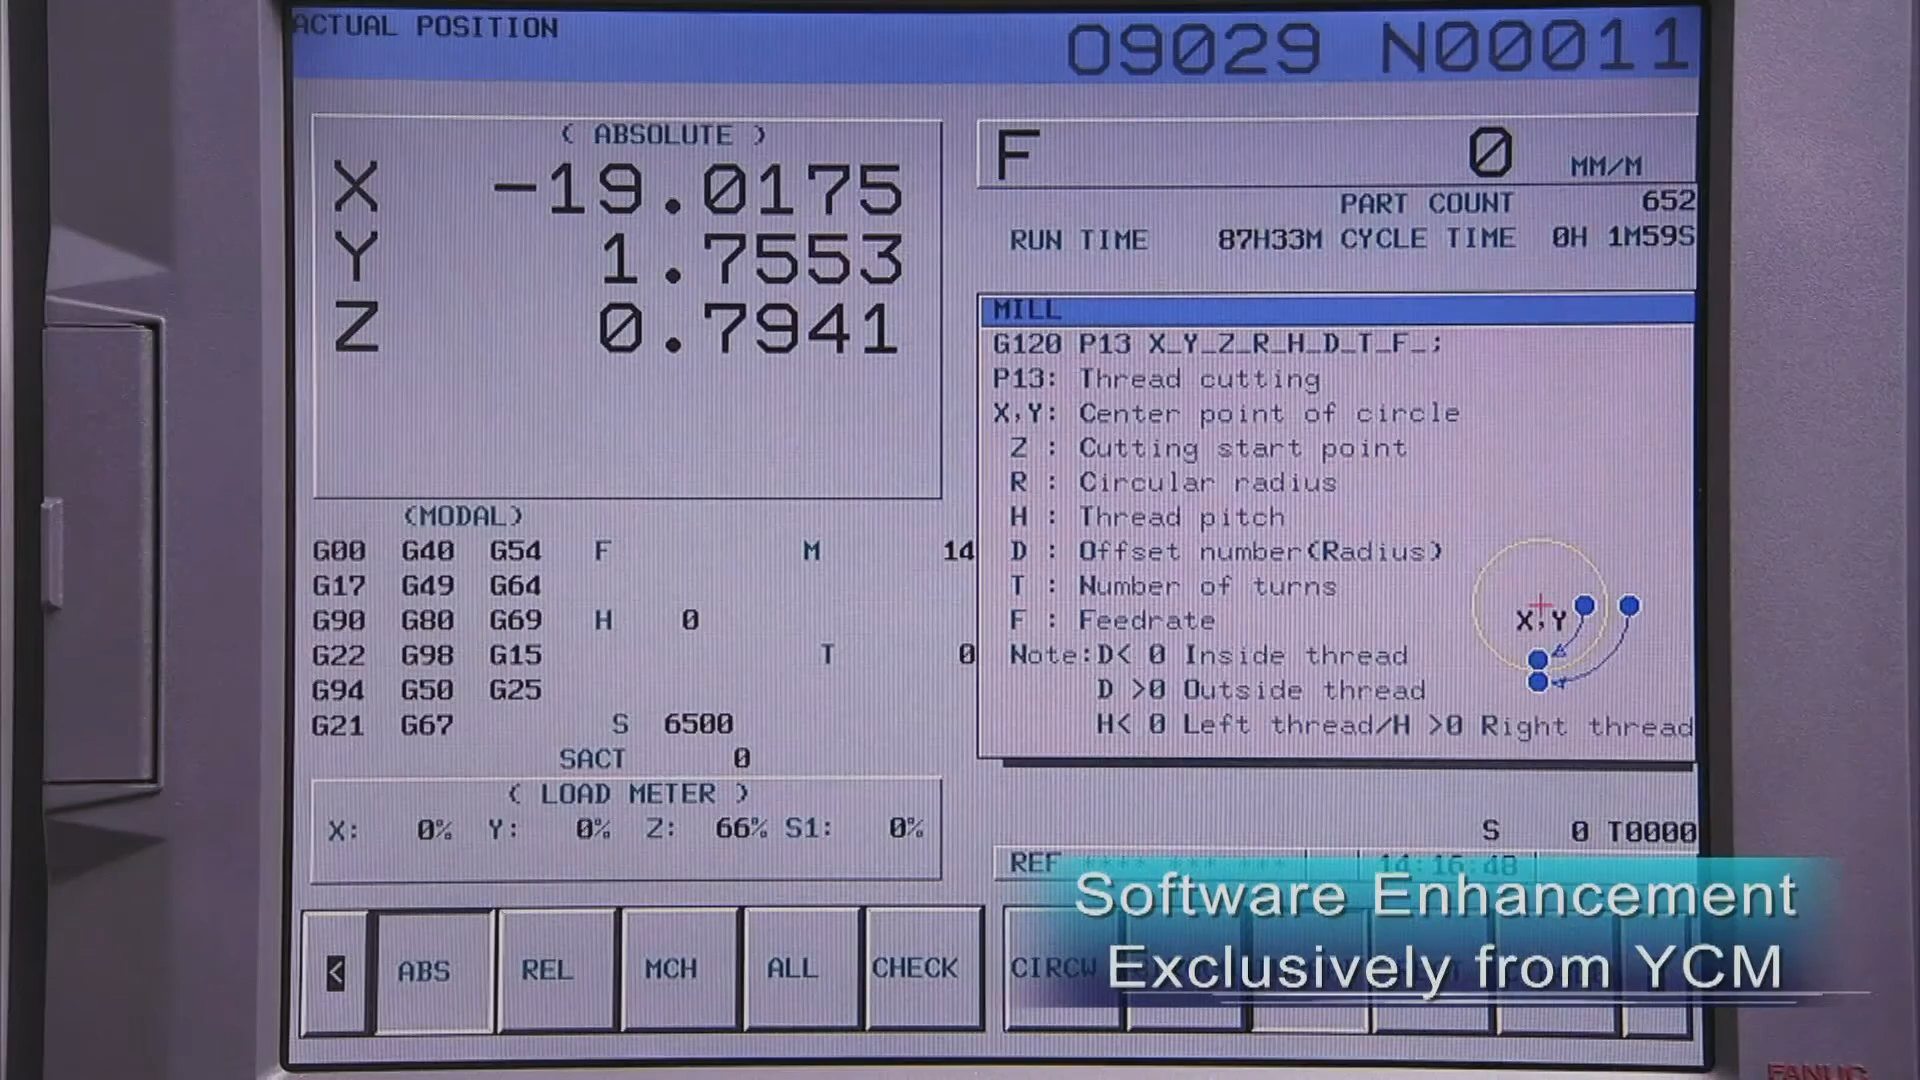 ACTUAL POSITION
O9029 N00011
( ABSOLUTE )
X -19.0175
Y 1.7553
Z 0.7941
F 0 MM/M
PART COUNT 652
RUN TIME 87H33M CYCLE TIME 0H 1M59S
MILL
G120 P13 X_Y_Z_R_H_D_T_F_;
P13: Thread cutting
X,Y: Center point of circle
Z : Cutting start point
R : Circular radius
H : Thread pitch
D : Offset number(Radius)
T : Number of turns
F : Feedrate
Note:D< 0 Inside thread
D >0 Outside thread
H< 0 Left thread/H >0 Right thread
X,Y
(MODAL)
G00 G40 G54 F M 14
G17 G49 G64
G90 G80 G69 H 0
G22 G98 G15 T 0
G94 G50 G25
G21 G67 S 6500
SACT 0
( LOAD METER )
X: 0% Y: 0% Z: 66% S1: 0%
S 0 T0000
REF **** *** *** 14:16:48
< ABS REL MCH ALL CHECK CIRCW
Software Enhancement
Exclusively from YCM
FANUC